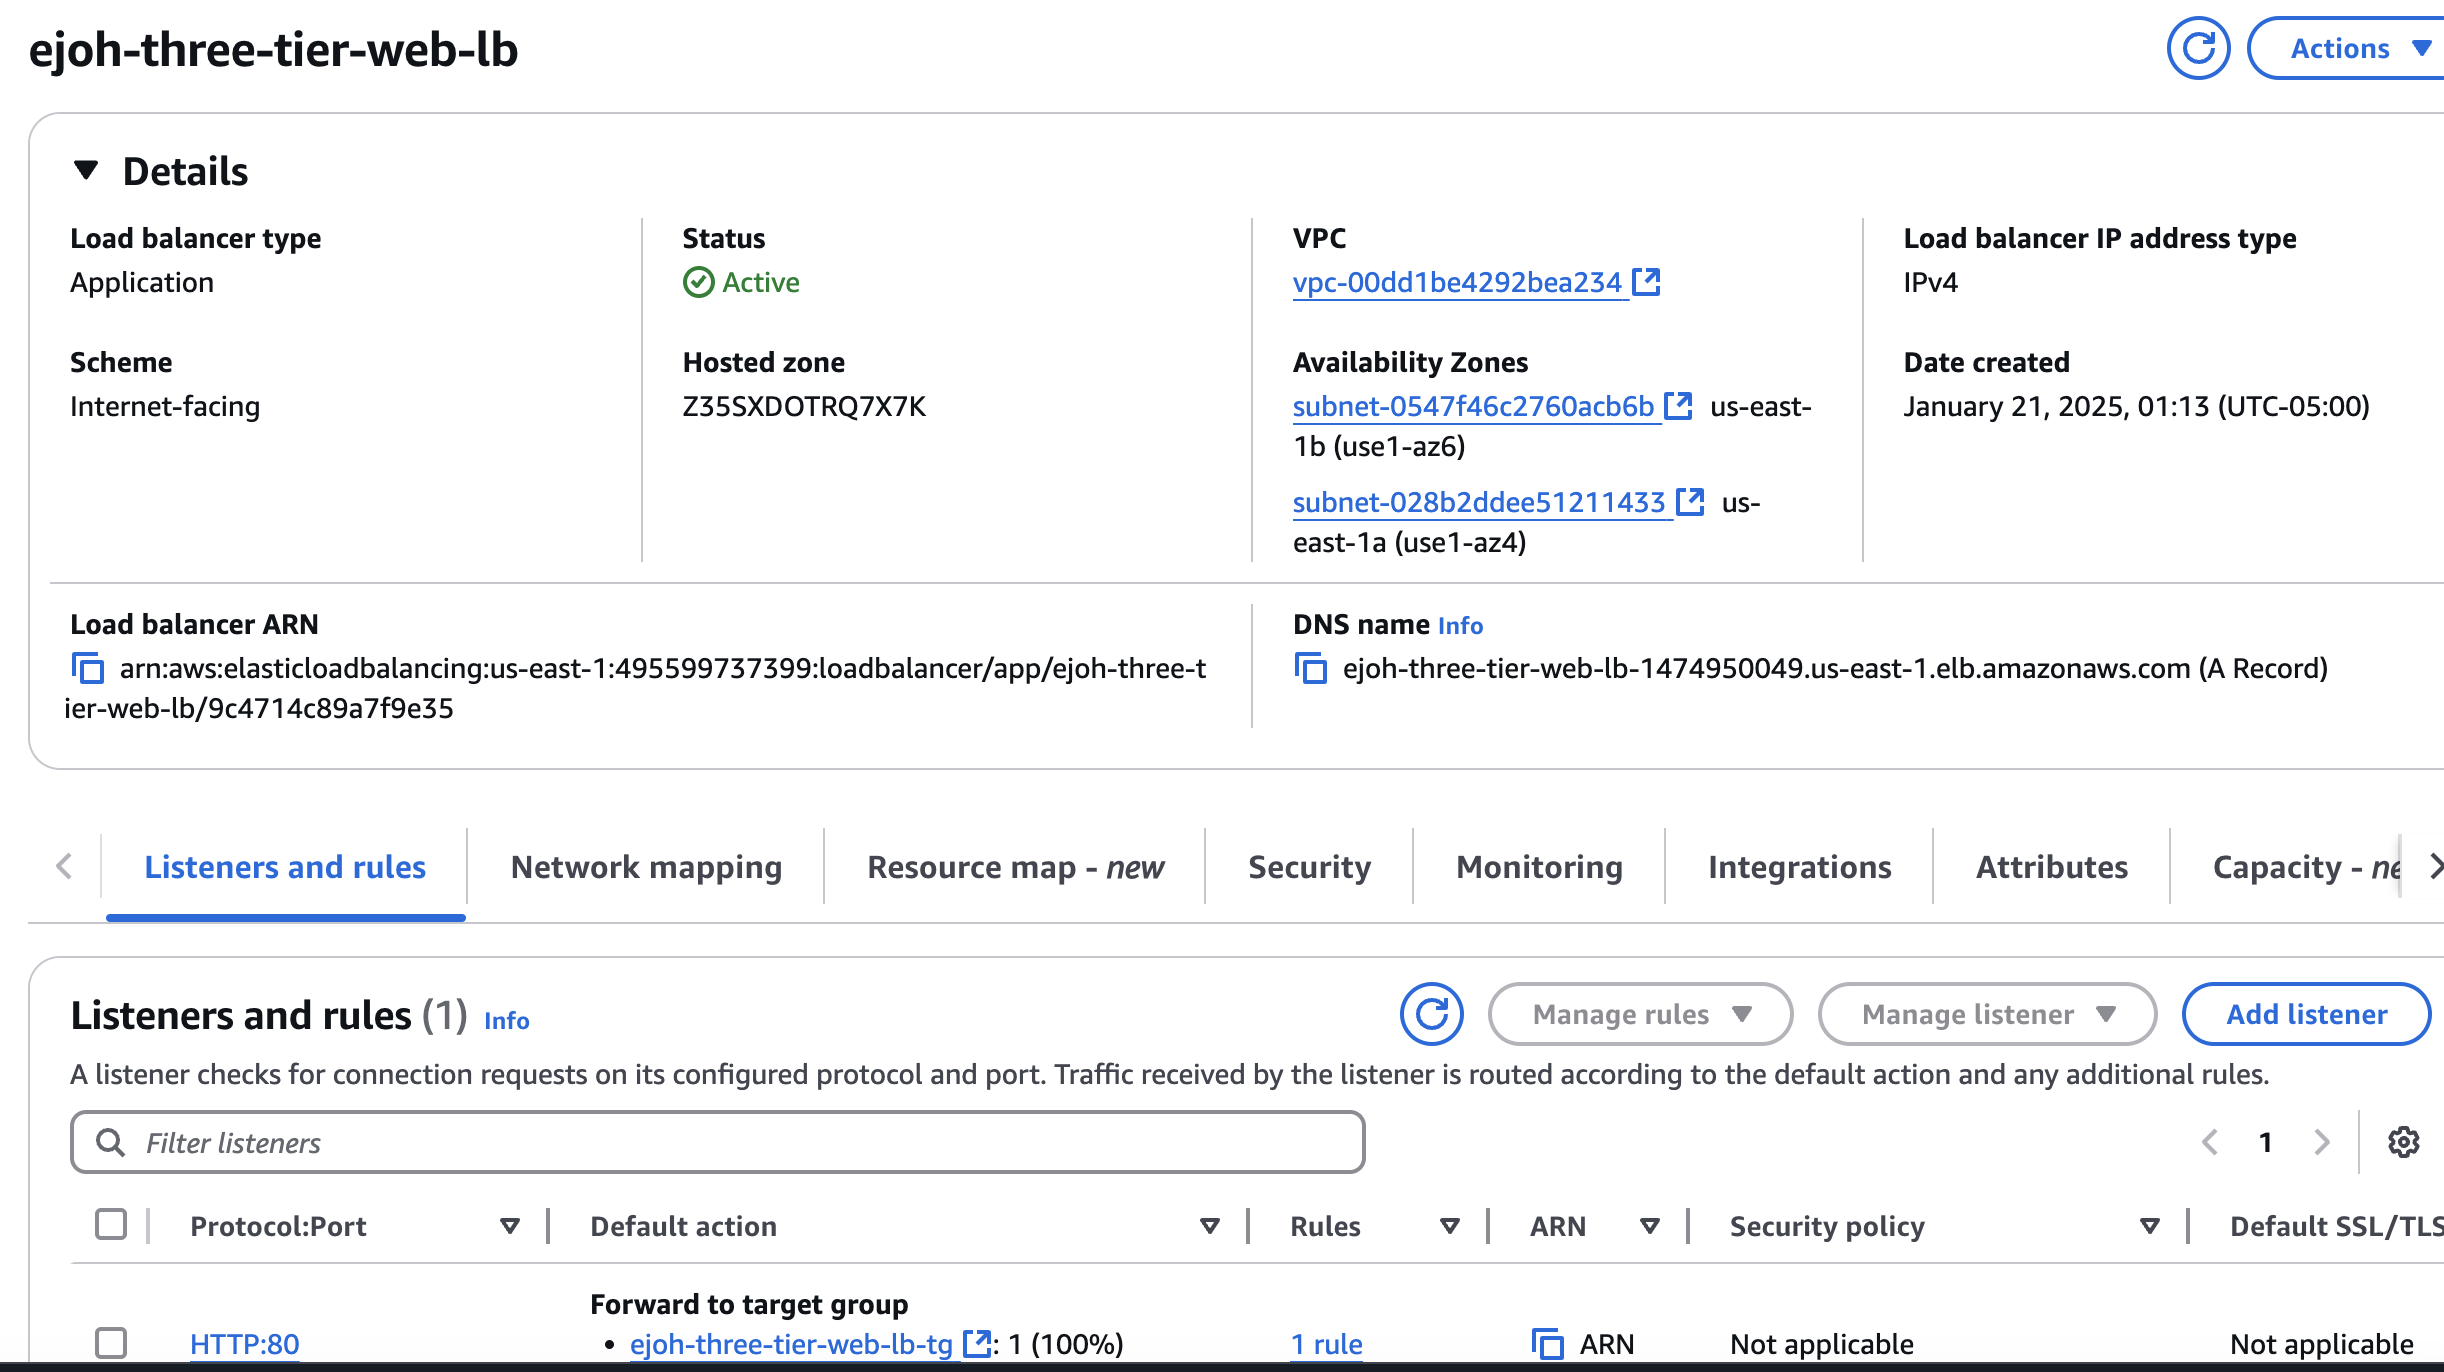 ejoh-three-tier-web-lb
Actions
Details
Load balancer type
Application
Status
Active
VPC
vpc-00dd1be4292bea234
Load balancer IP address type
IPv4
Scheme
Internet-facing
Hosted zone
Z35SXDOTRQ7X7K
Availability Zones
subnet-0547f46c2760acb6b us-east-
1b (use1-az6)
subnet-028b2ddee51211433 us-
east-1a (use1-az4)
Date created
January 21, 2025, 01:13 (UTC-05:00)
Load balancer ARN
arn:aws:elasticloadbalancing:us-east-1:495599737399:loadbalancer/app/ejoh-three-t
ier-web-lb/9c4714c89a7f9e35
DNS name Info
ejoh-three-tier-web-lb-1474950049.us-east-1.elb.amazonaws.com (A Record)
Listeners and rules Network mapping Resource map - new Security Monitoring Integrations Attributes Capacity - ne
Listeners and rules (1) Info
Manage rules Manage listener Add listener
A listener checks for connection requests on its configured protocol and port. Traffic received by the listener is routed according to the default action and any additional rules.
Filter listeners
1
Protocol:Port Default action Rules ARN Security policy Default SSL/TLS
Forward to target group
HTTP:80 • ejoh-three-tier-web-lb-tg : 1 (100%) 1 rule ARN Not applicable Not applicable